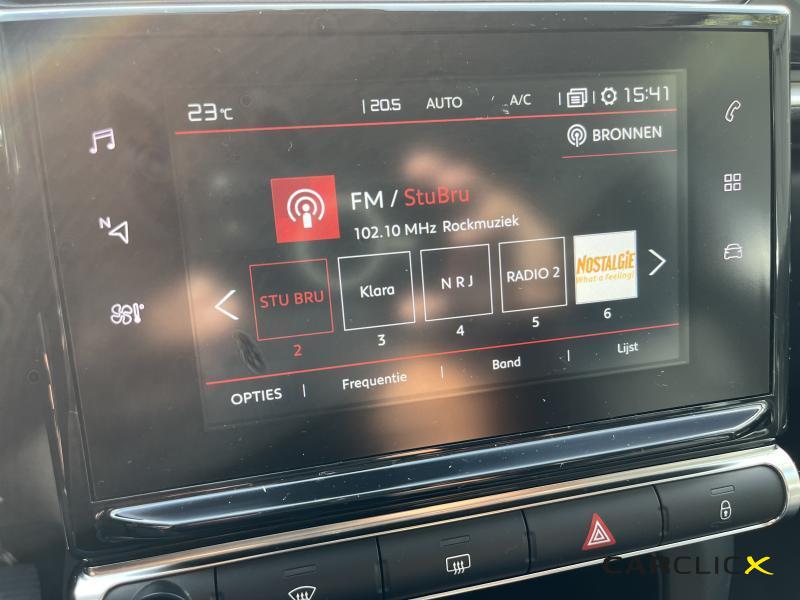 23°C | 20.5 AUTO A/C | | 15:41
BRONNEN
FM / StuBru
102.10 MHz Rockmuziek
STU BRU Klara N R J RADIO 2 NOSTALGIE
What a feeling!
2 3 4 5 6
OPTIES | Frequentie | Band | Lijst
N
CARCLICX